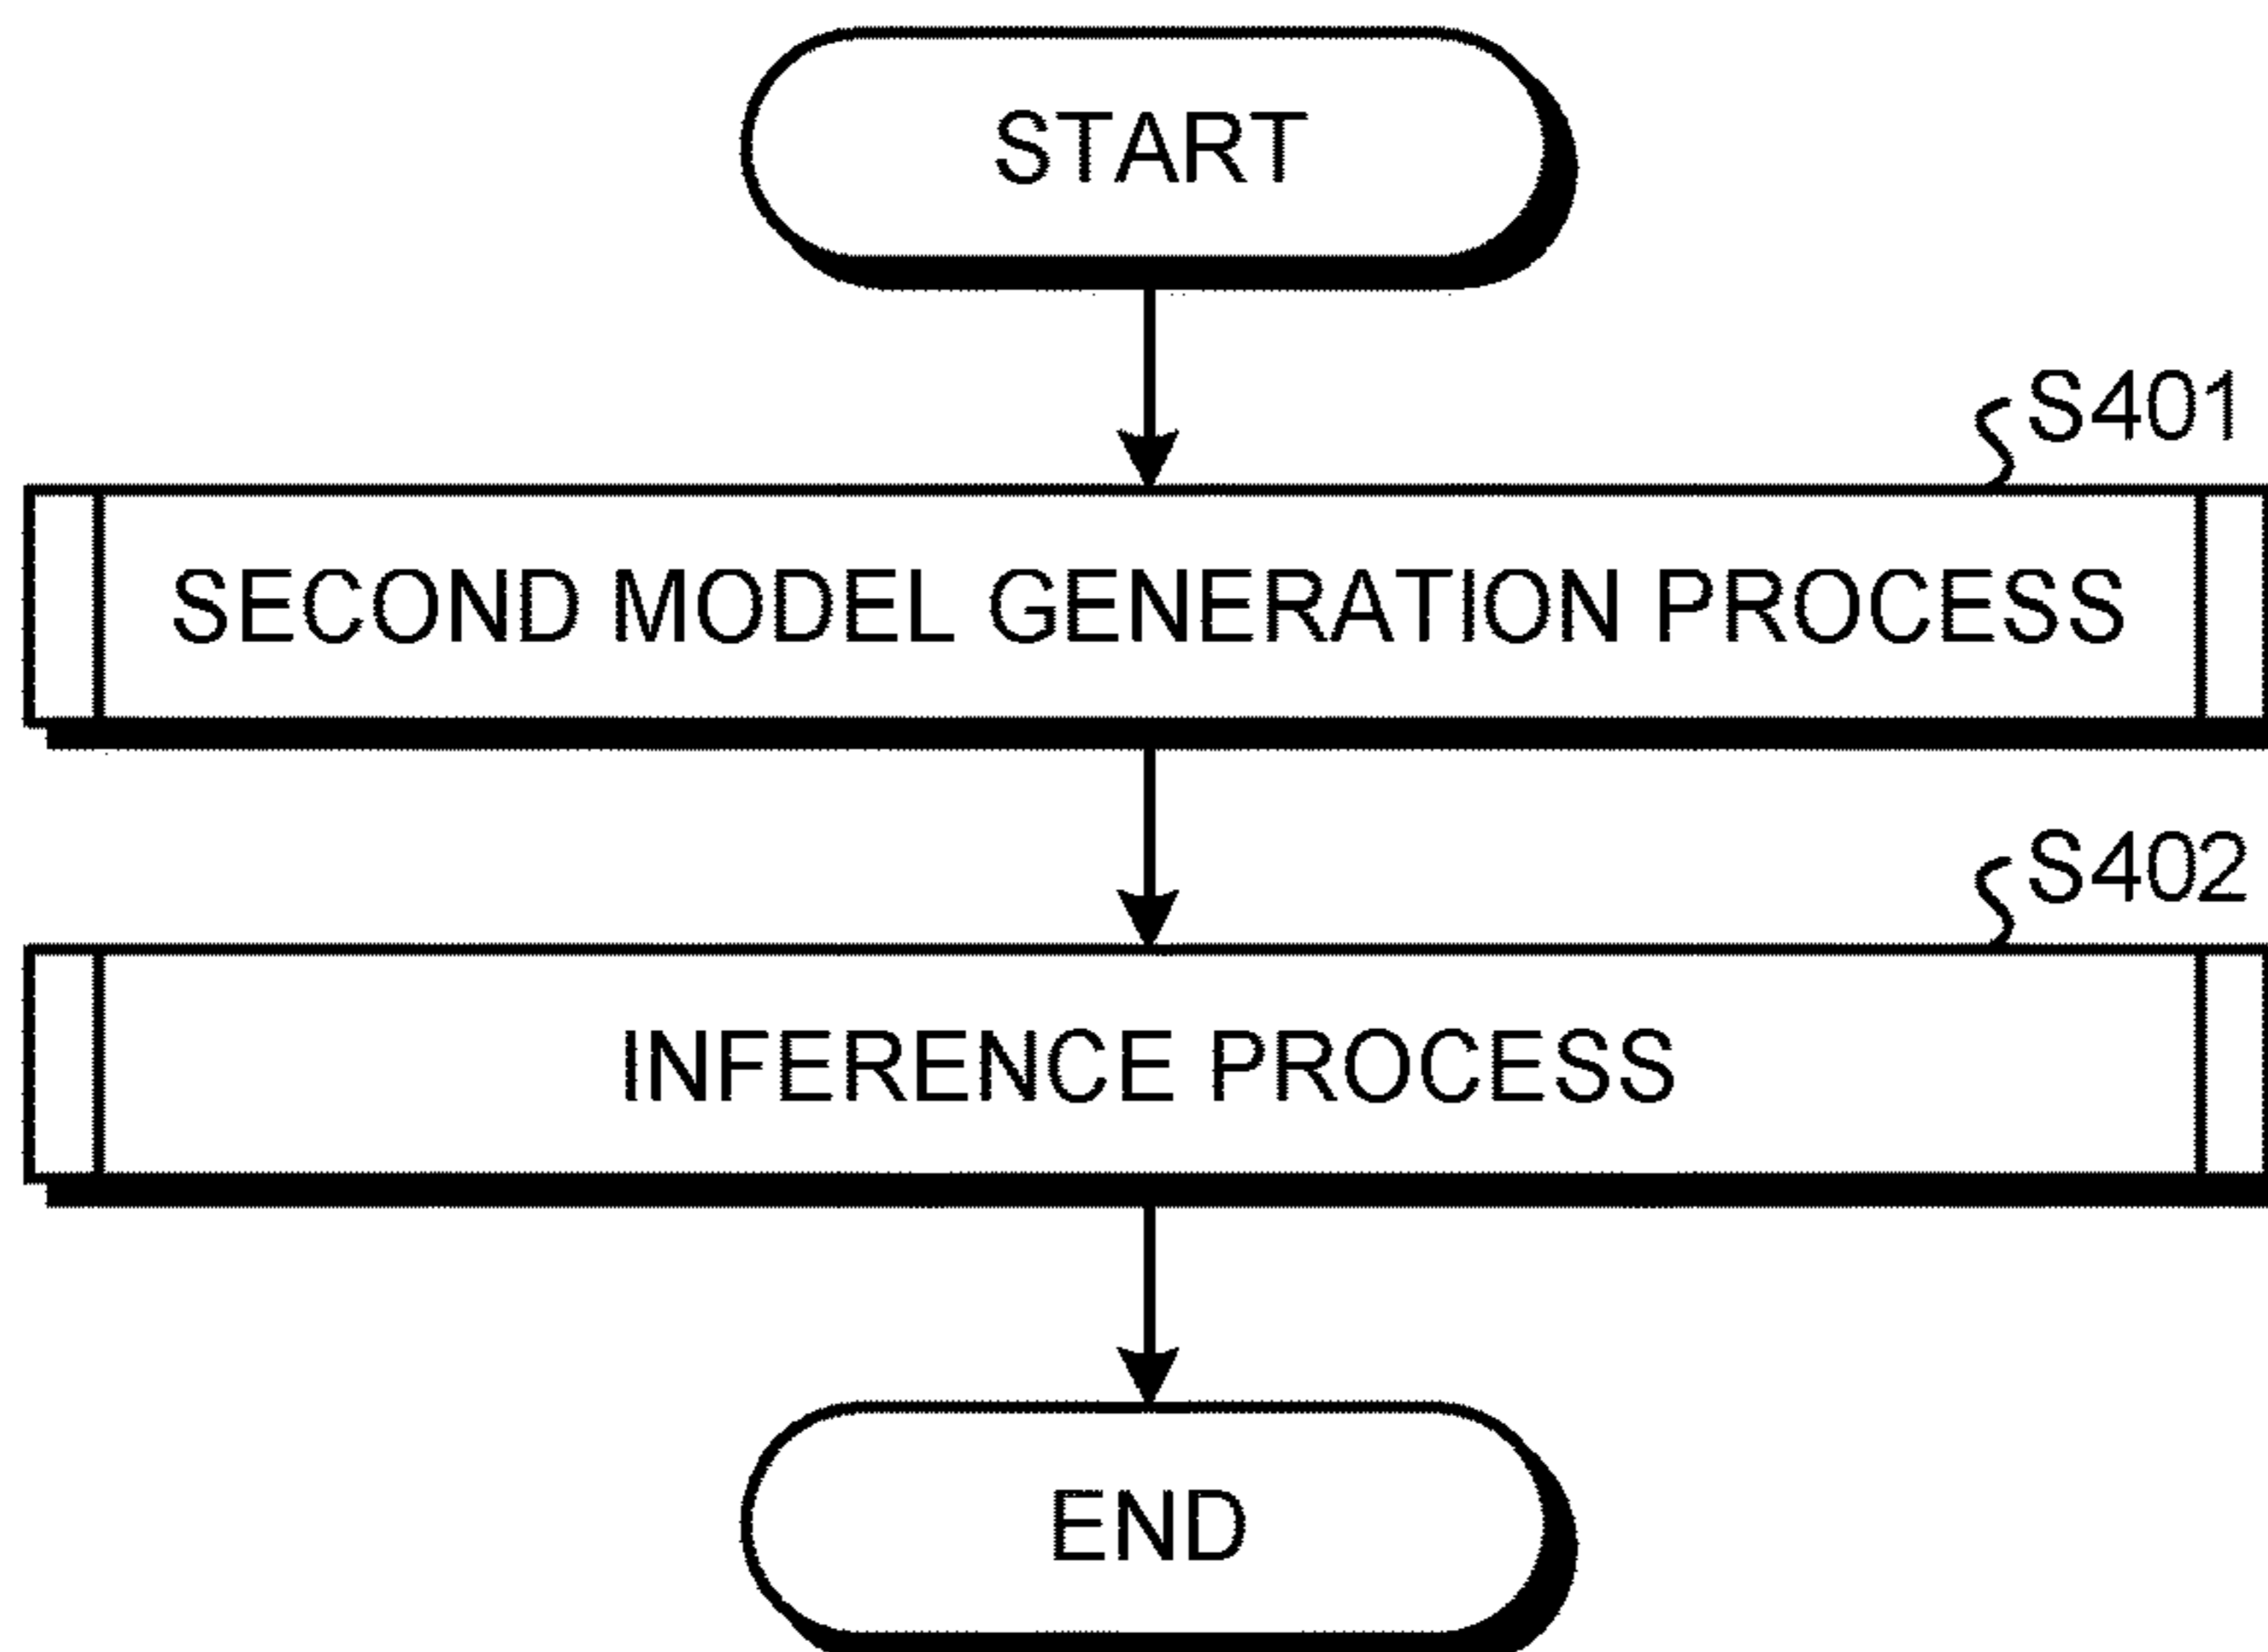 START
S401
SECOND MODEL GENERATION PROCESS
S402
INFERENCE PROCESS
END